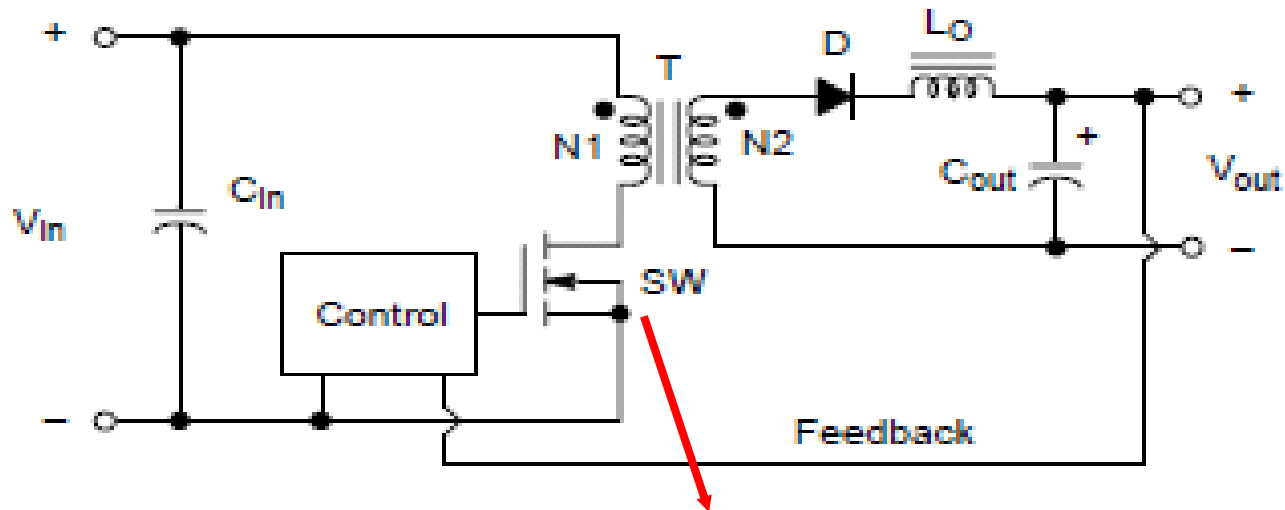 +
LO
D
T
+
N1
N2
+
Cin
Cout
Vout
Vin
SW
–
Control
–
Feedback